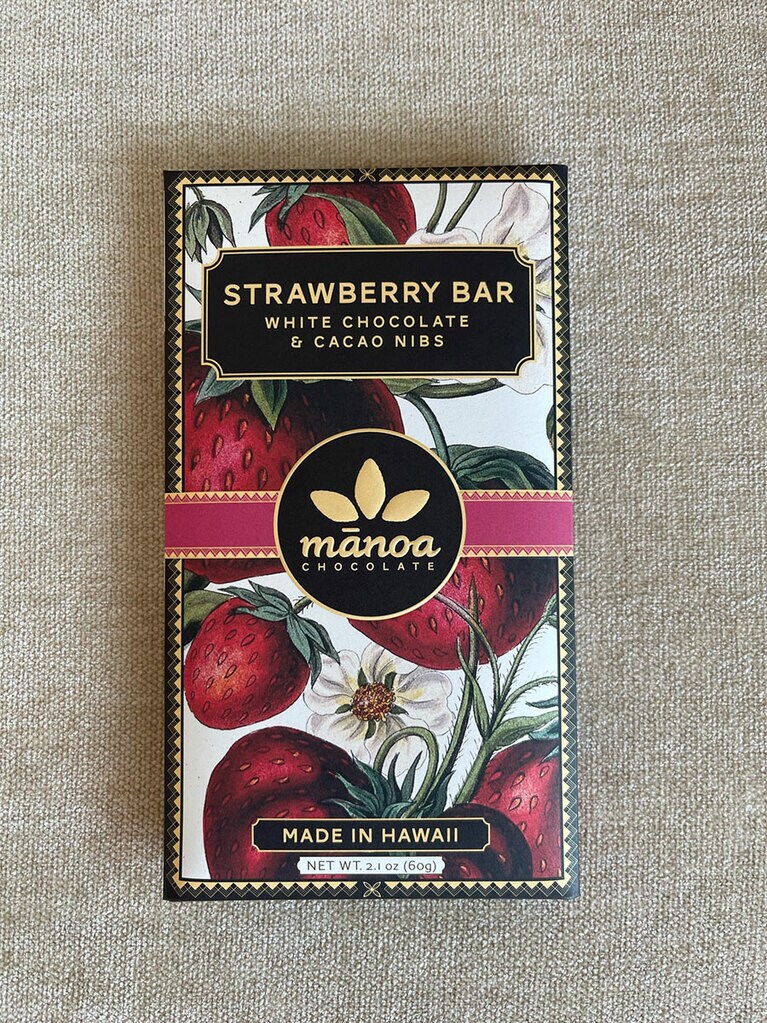 STRAWBERRY BAR
WHITE CHOCOLATE
& CACAO NIBS
mānoa
CHOCOLATE
MADE IN HAWAII
NET WT. 2.1 oz (60g)